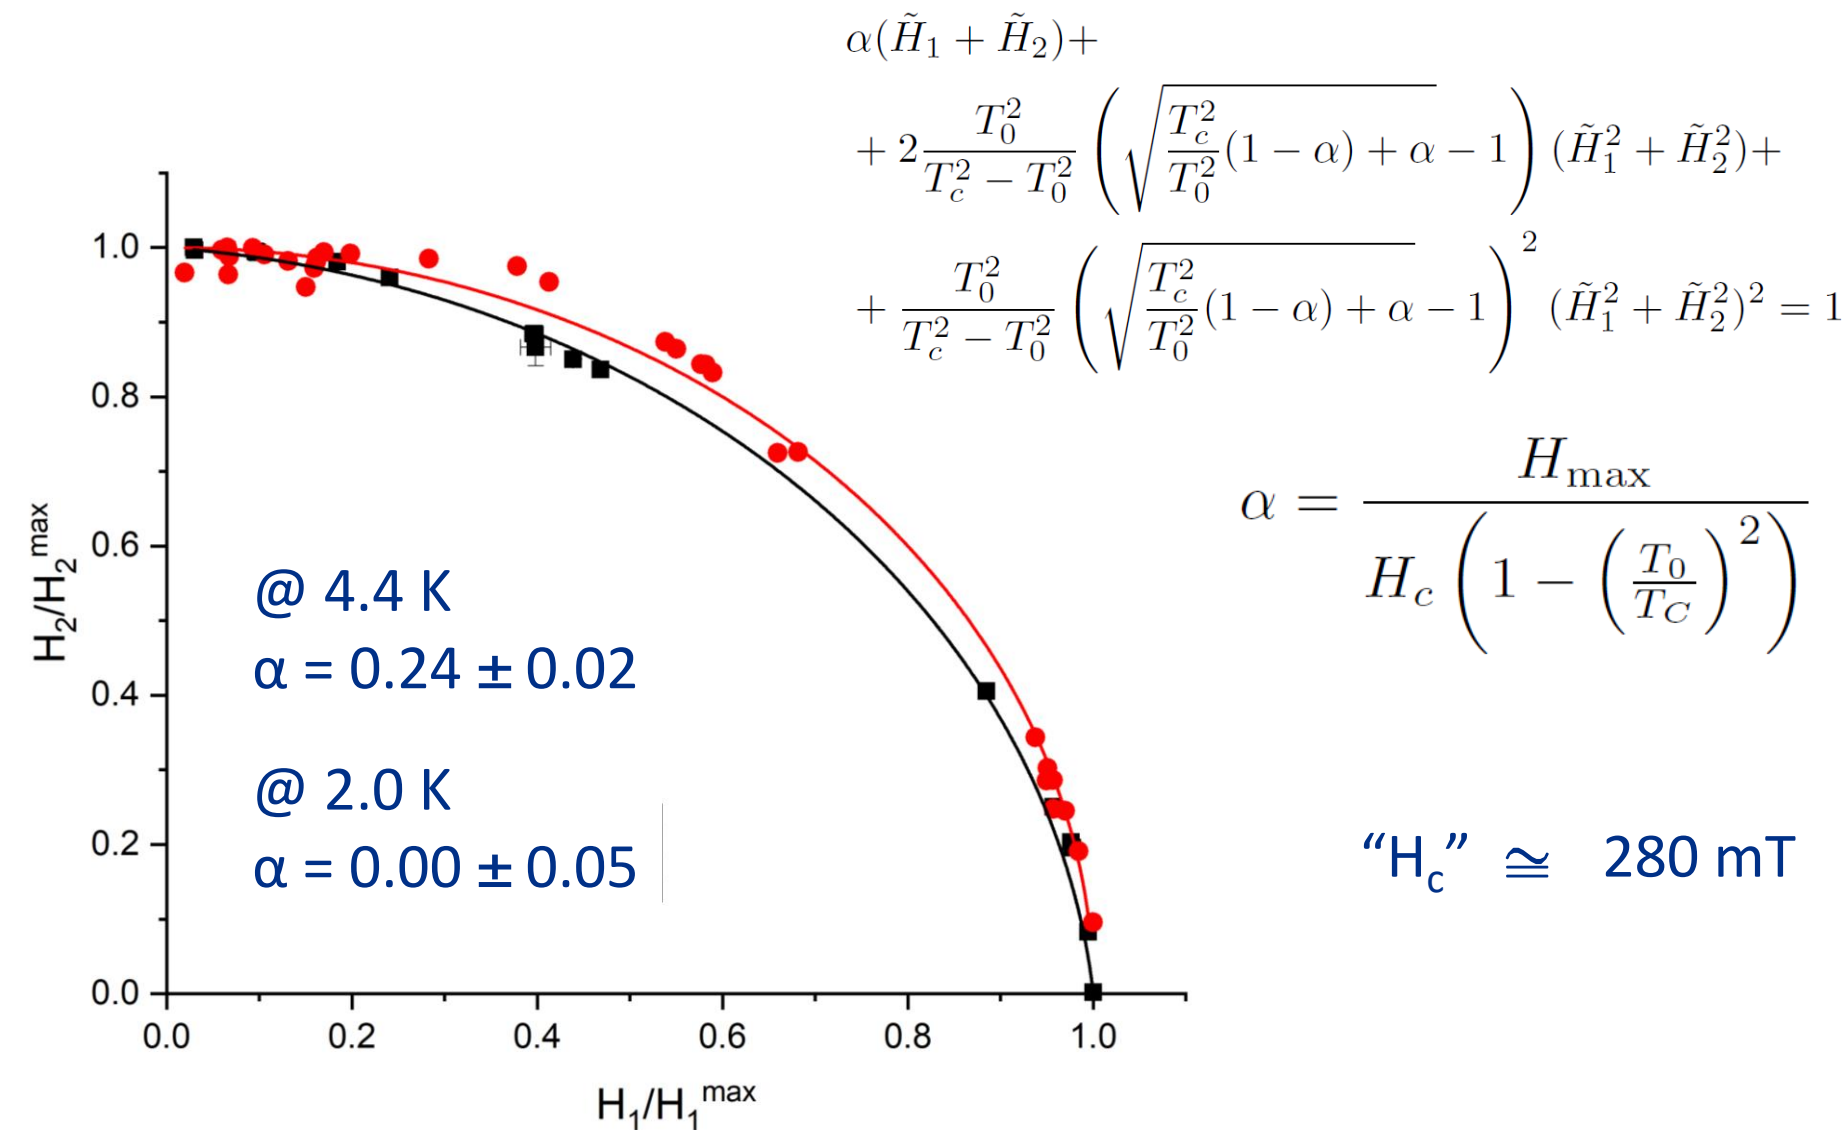 α(H̃₁ + H̃₂)+
+ 2 T₀²/(T_c² − T₀²) (√(T_c²/T₀² (1 − α) + α) − 1) (H̃₁² + H̃₂²)+
+ T₀²/(T_c² − T₀²) (√(T_c²/T₀² (1 − α) + α) − 1)² (H̃₁² + H̃₂²)² = 1
α = H_max / (H_c (1 − (T₀/T_C)²))
1.0
0.8
0.6
0.4
0.2
0.0
H₂/H₂^max
@ 4.4 K
α = 0.24 ± 0.02
@ 2.0 K
α = 0.00 ± 0.05
“H_c” ≅ 280 mT
0.0 0.2 0.4 0.6 0.8 1.0
H₁/H₁^max